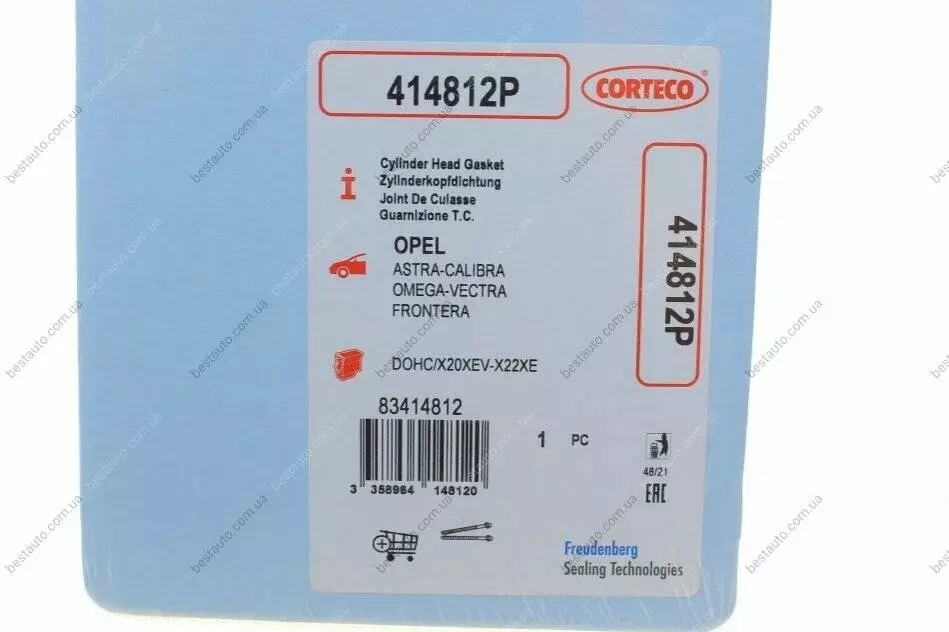 414812P
CORTECO®
Cylinder Head Gasket
Zylinderkopfdichtung
Joint De Culasse
Guarnizione T.C.
414812P
OPEL
ASTRA-CALIBRA
OMEGA-VECTRA
FRONTERA
DOHC/X20XEV-X22XE
83414812
3 358964 148120
1 PC
48/21
EAC
Freudenberg
Sealing Technologies
bestauto.com.ua